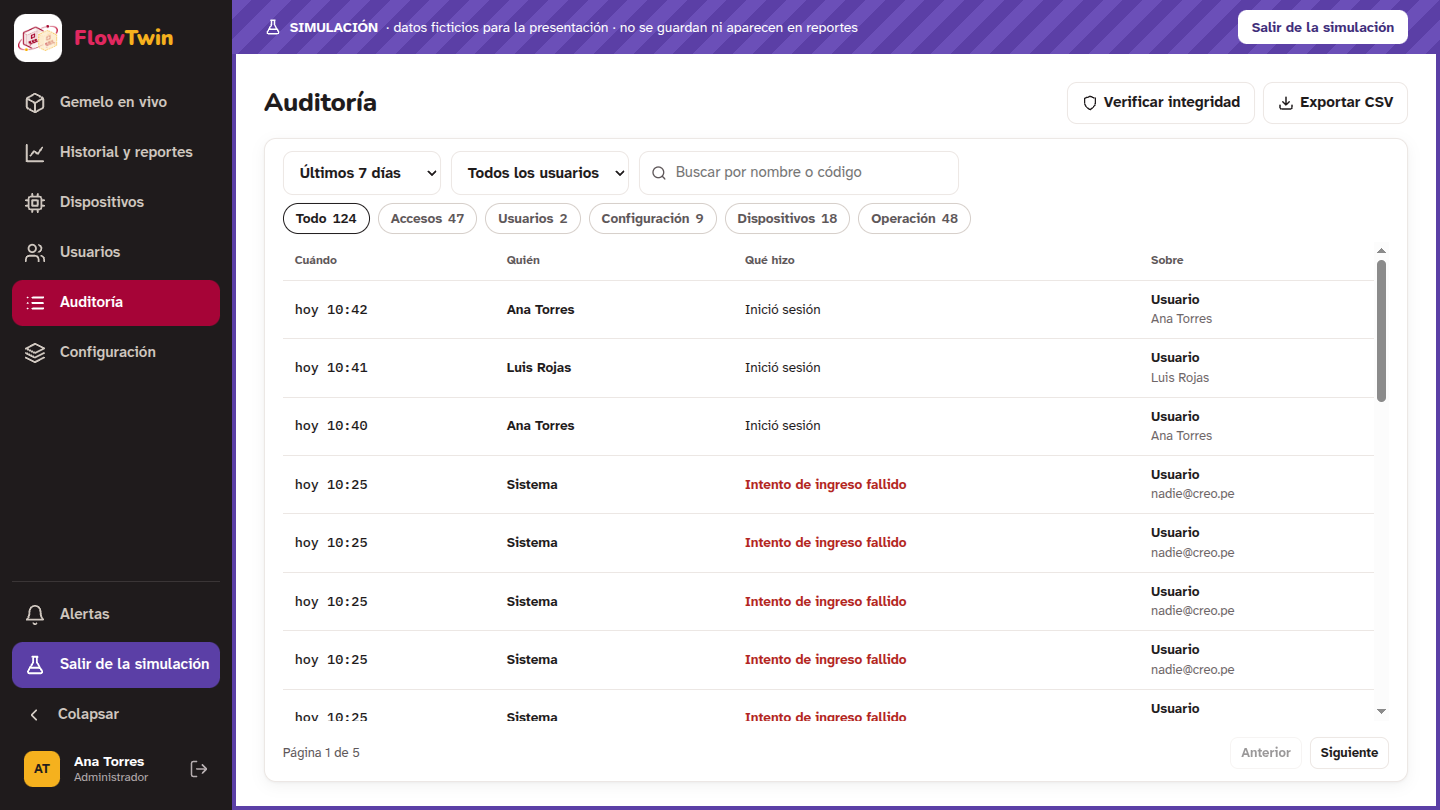 FlowTwin
SIMULACIÓN · datos ficticios para la presentación · no se guardan ni aparecen en reportes
Salir de la simulación
Gemelo en vivo
Historial y reportes
Dispositivos
Usuarios
Auditoría
Configuración
Alertas
Salir de la simulación
Colapsar
AT
Ana Torres
Administrador
Auditoría
Verificar integridad
Exportar CSV
Últimos 7 días
Todos los usuarios
Buscar por nombre o código
Todo 124
Accesos 47
Usuarios 2
Configuración 9
Dispositivos 18
Operación 48
Cuándo Quién Qué hizo Sobre
hoy 10:42 Ana Torres Inició sesión Usuario
Ana Torres
hoy 10:41 Luis Rojas Inició sesión Usuario
Luis Rojas
hoy 10:40 Ana Torres Inició sesión Usuario
Ana Torres
hoy 10:25 Sistema Intento de ingreso fallido Usuario
nadie@creo.pe
hoy 10:25 Sistema Intento de ingreso fallido Usuario
nadie@creo.pe
hoy 10:25 Sistema Intento de ingreso fallido Usuario
nadie@creo.pe
hoy 10:25 Sistema Intento de ingreso fallido Usuario
nadie@creo.pe
hoy 10:25 Sistema Intento de ingreso fallido Usuario
Página 1 de 5
Anterior
Siguiente